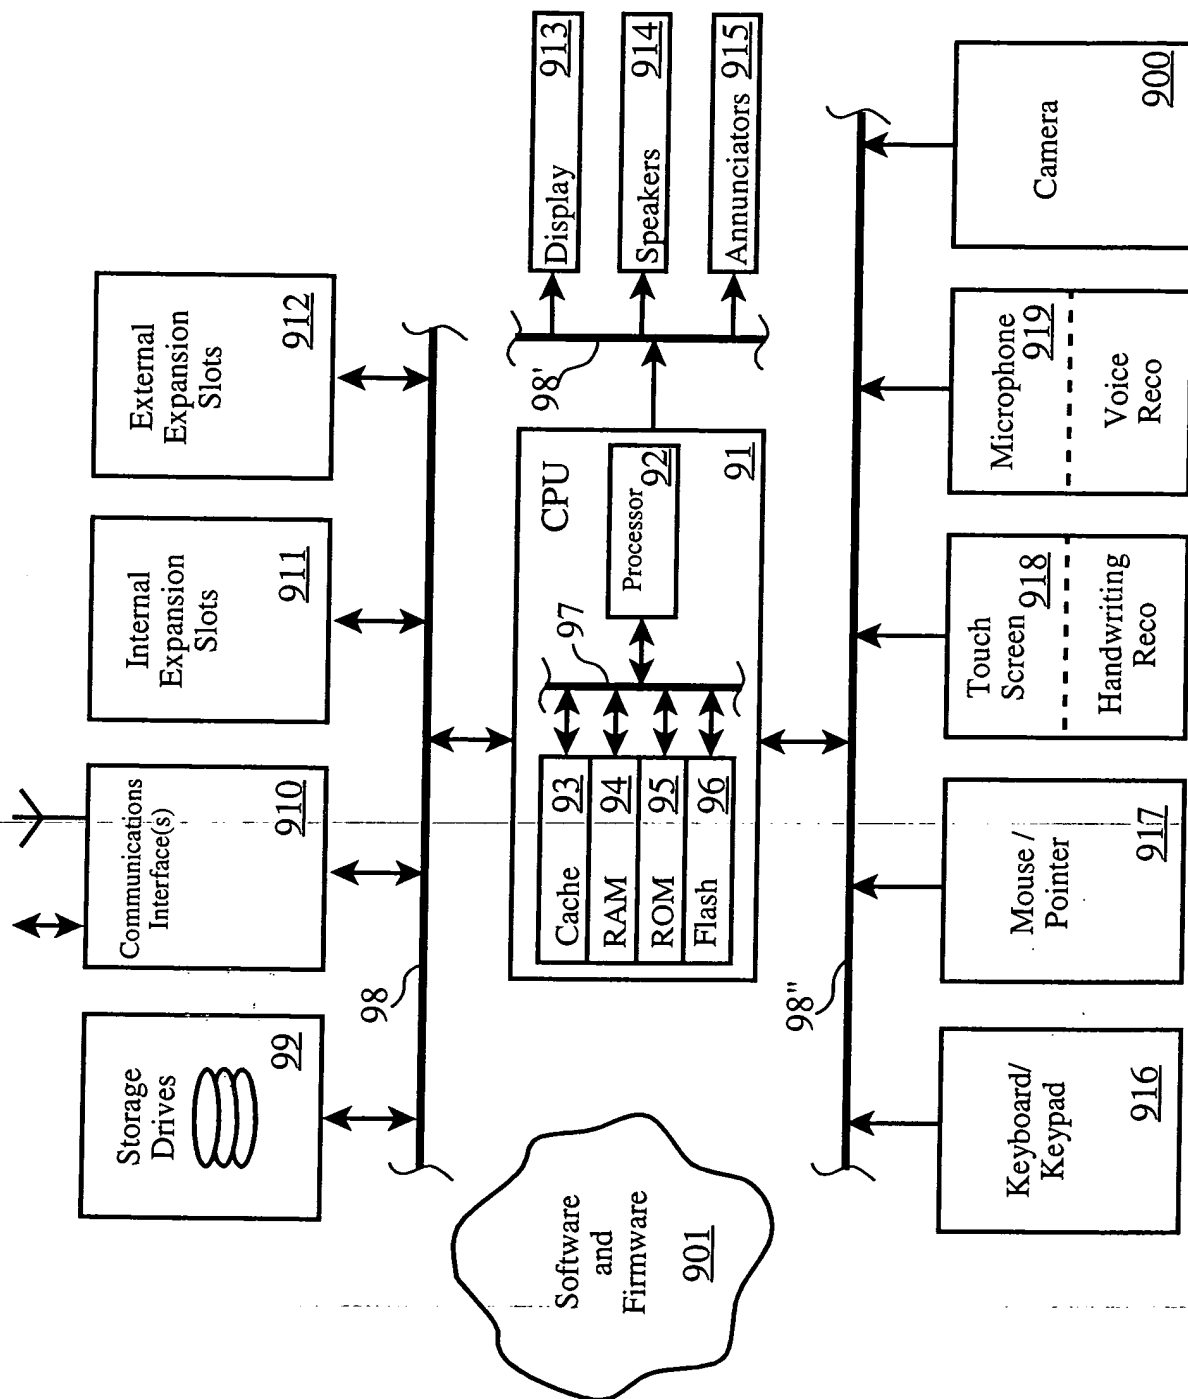 Storage
Drives
99
Communications
Interface(s)
910
Internal
Expansion
Slots
911
External
Expansion
Slots
912
98
Software
and
Firmware
901
CPU
Cache 93
RAM 94
ROM 95
Flash 96
97
Processor
92
91
98'
Display 913
Speakers 914
Annunciators 915
98"
Keyboard/
Keypad
916
Mouse /
Pointer
917
Touch
Screen 918
Handwriting
Reco
Microphone
919
Voice
Reco
Camera
900